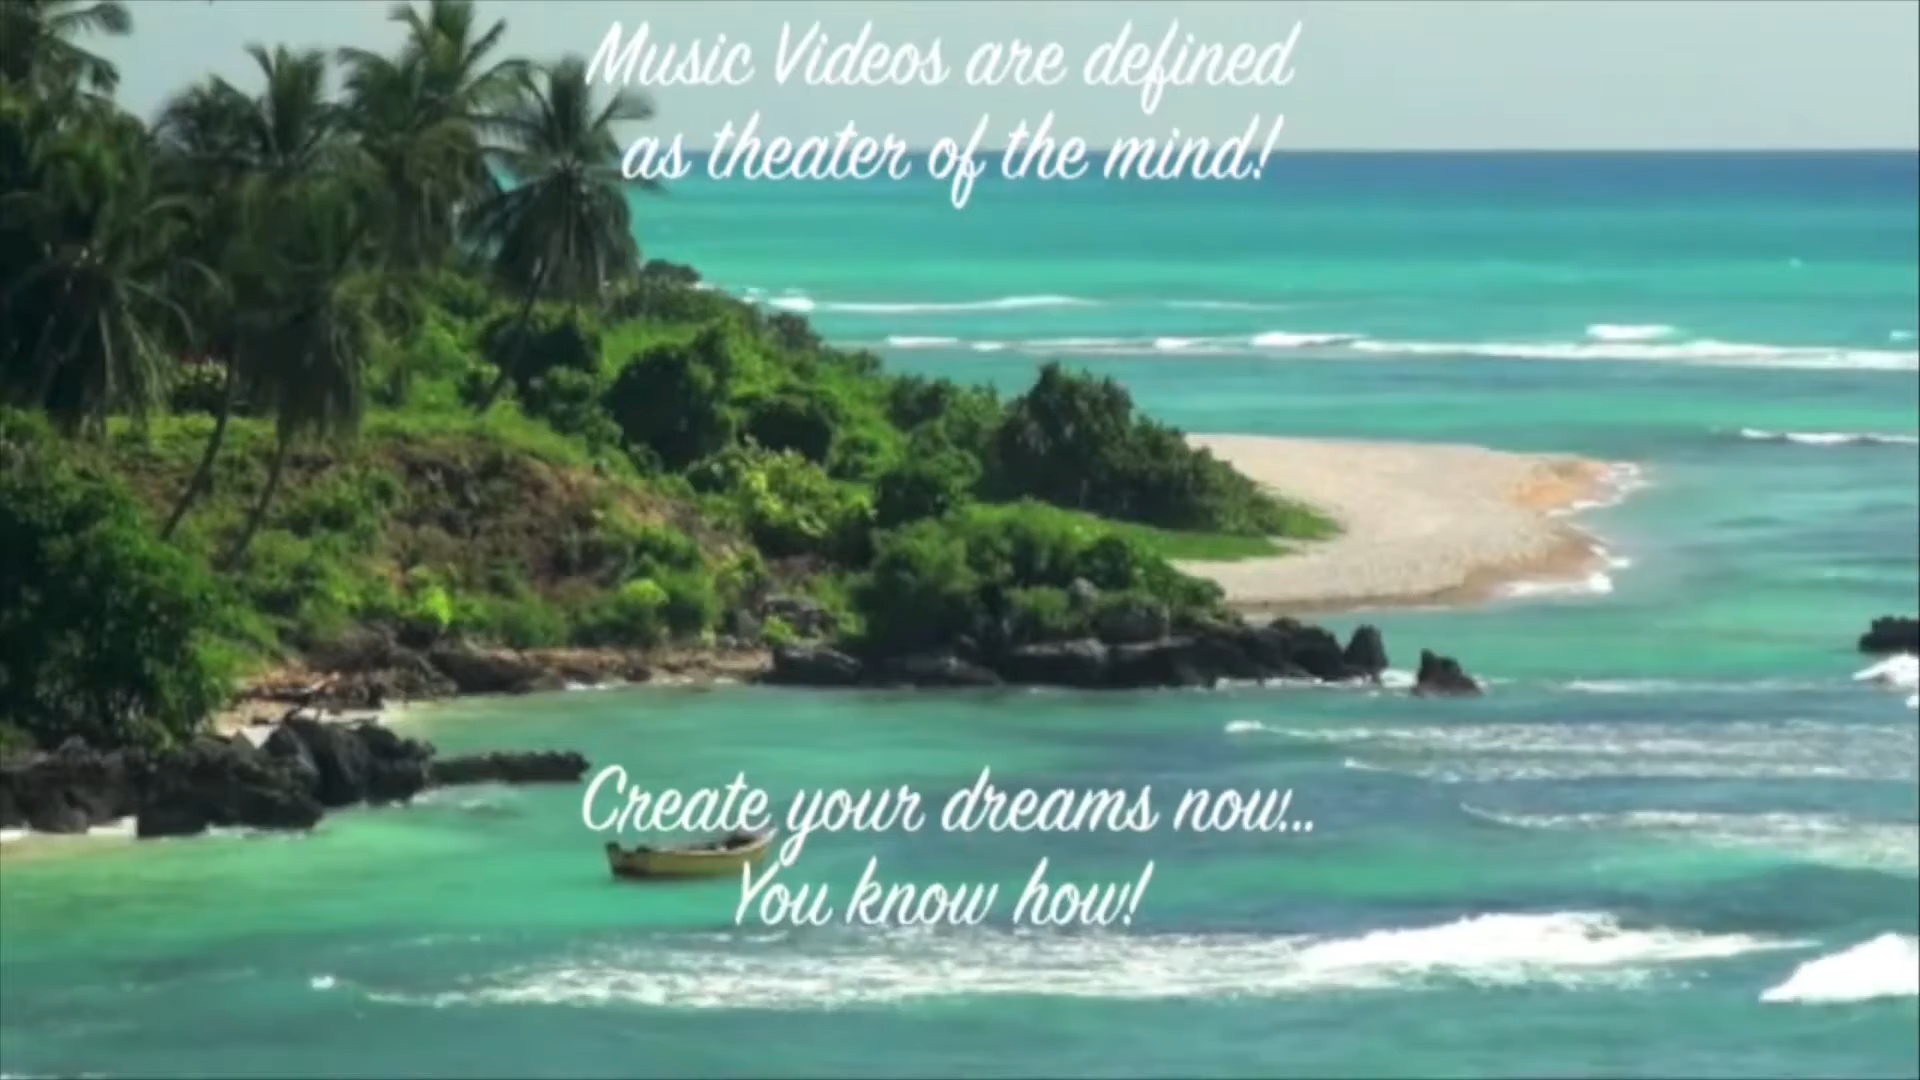 Music Videos are defined
as theater of the mind!
Create your dreams now...
You know how!